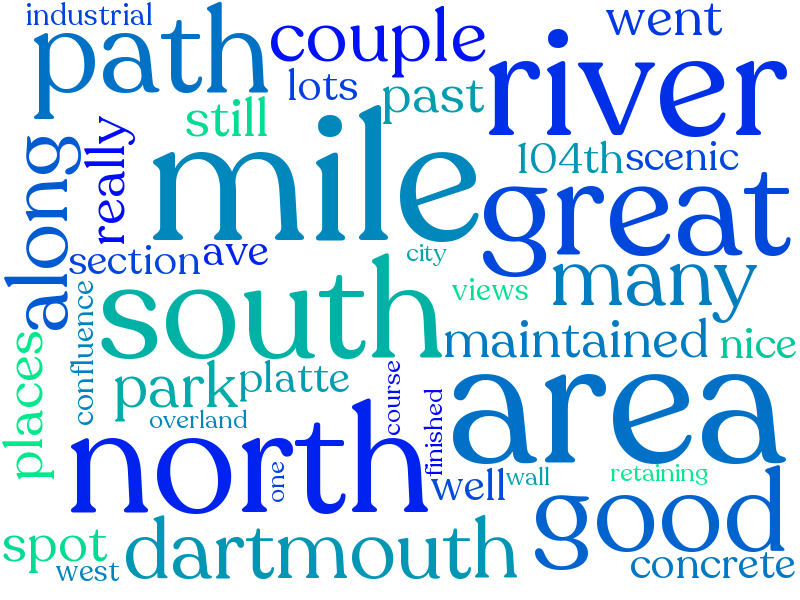 industrial
went
path
couple
river
lots
past
still
mile
really
along
104th
scenic
great
section
ave
city
many
south
views
confluence
maintained
nice
places
park
platte
course
area
overland
north
finished
one
well
wall
retaining
good
spot
west
dartmouth
concrete